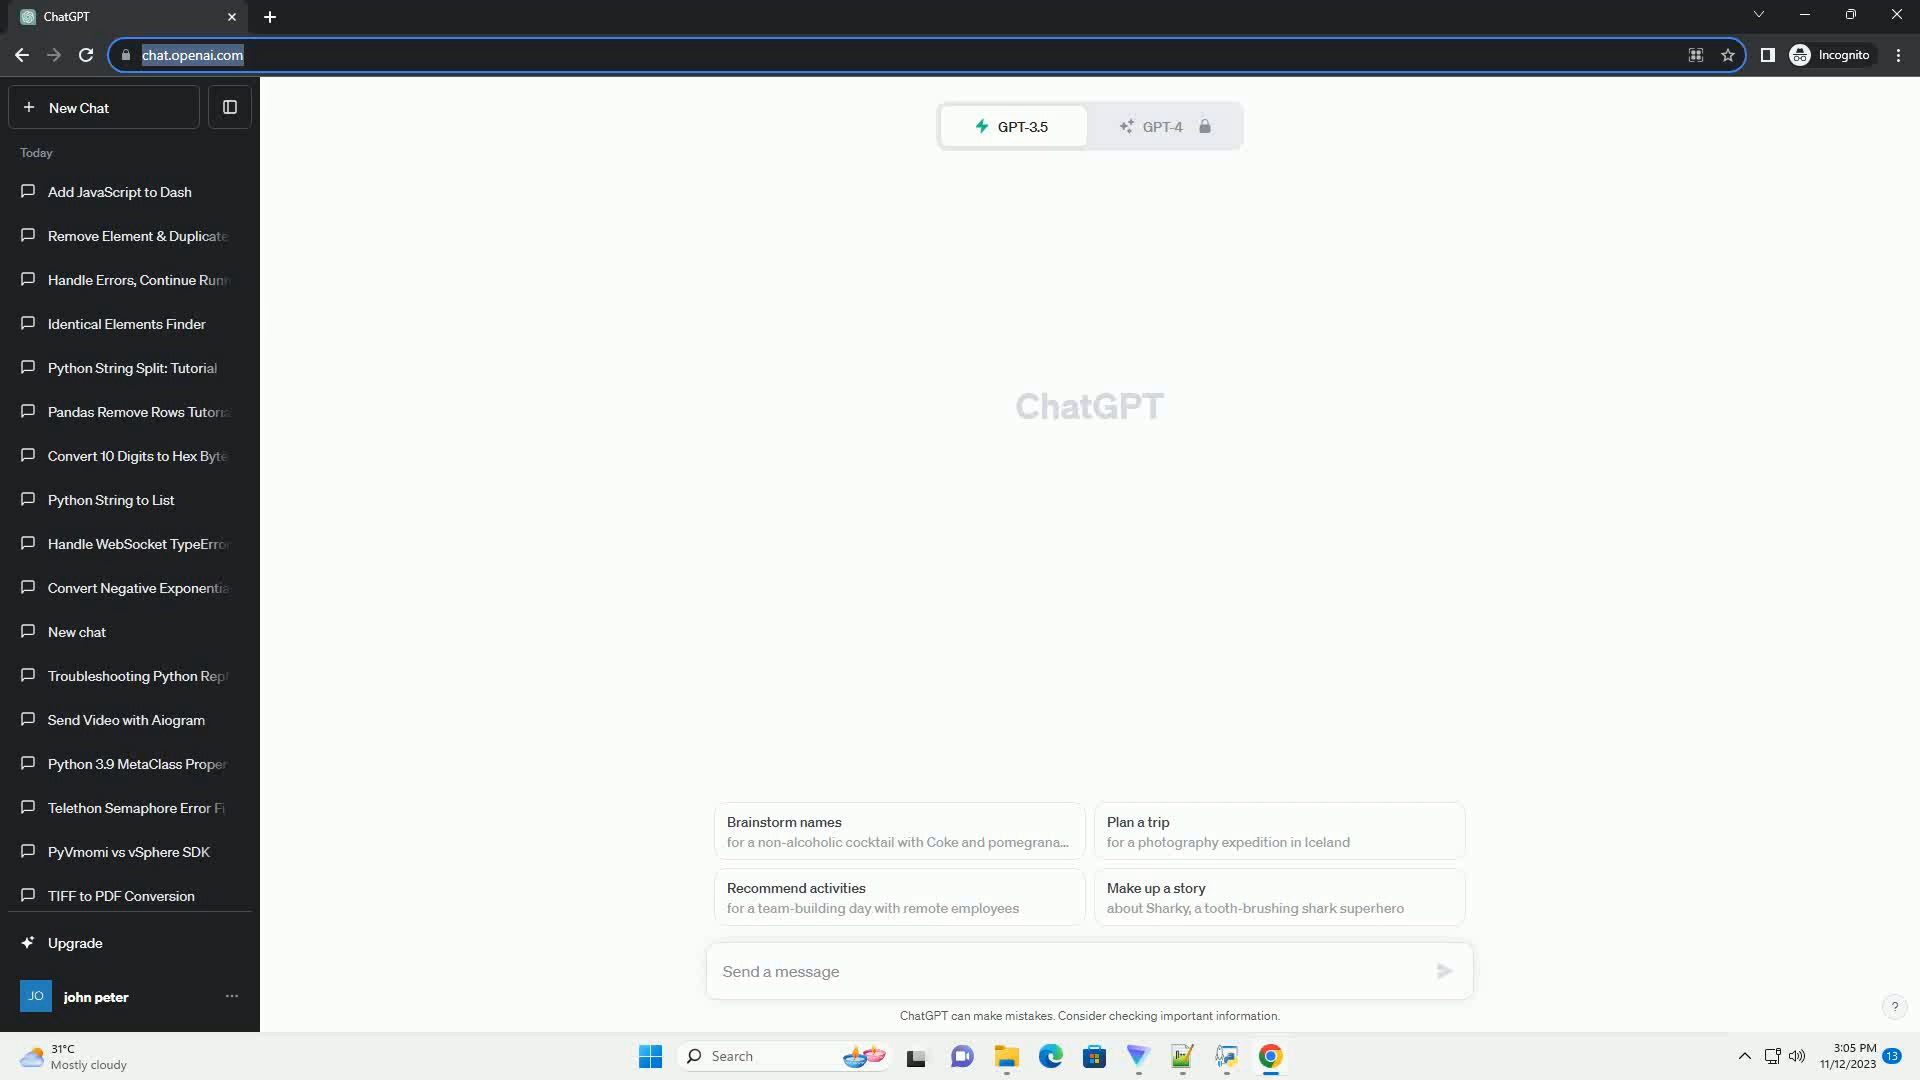 ChatGPT
chat.openai.com
Incognito
New Chat
Today
Add JavaScript to Dash
Remove Element & Duplicate
Handle Errors, Continue Run
Identical Elements Finder
Python String Split: Tutorial
Pandas Remove Rows Tutoria
Convert 10 Digits to Hex Byte
Python String to List
Handle WebSocket TypeError
Convert Negative Exponentia
New chat
Troubleshooting Python Repl
Send Video with Aiogram
Python 3.9 MetaClass Proper
Telethon Semaphore Error Fi
PyVmomi vs vSphere SDK
TIFF to PDF Conversion
Upgrade
JO john peter
GPT-3.5 GPT-4
ChatGPT
Brainstorm names
for a non-alcoholic cocktail with Coke and pomegrana...
Plan a trip
for a photography expedition in Iceland
Recommend activities
for a team-building day with remote employees
Make up a story
about Sharky, a tooth-brushing shark superhero
Send a message
ChatGPT can make mistakes. Consider checking important information.
?
31°C
Mostly cloudy
Search
3:05 PM
11/12/2023
13